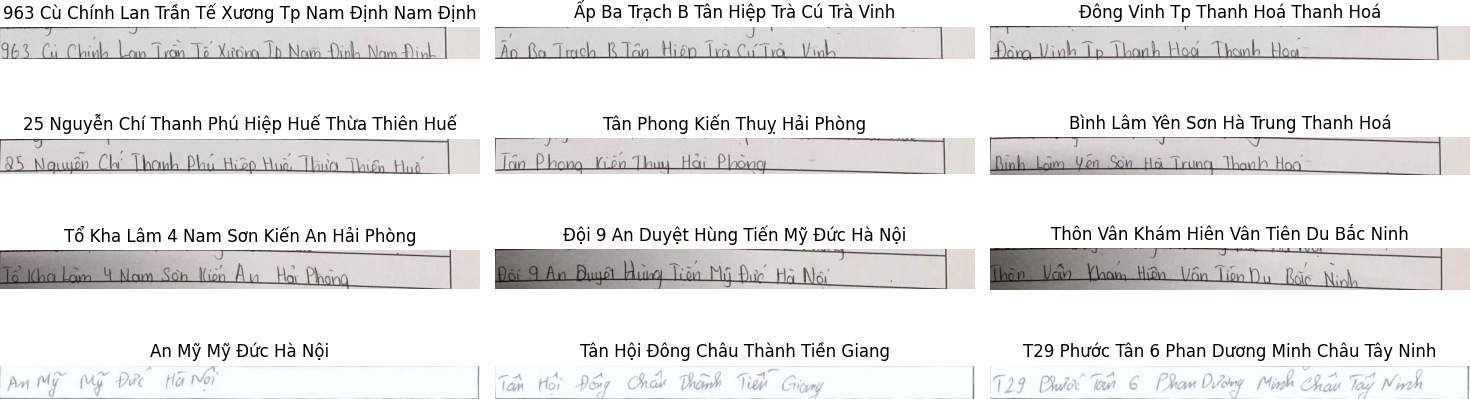 963 Cù Chính Lan Trần Tế Xương Tp Nam Định Nam Định
963 Cù Chính Lan Trần Tế Xương Tp Nam Định Nam Định
Ấp Ba Trạch B Tân Hiệp Trà Cú Trà Vinh
Ấp Ba Trạch B Tân Hiệp Trà Cú Trà Vinh
Đông Vinh Tp Thanh Hoá Thanh Hoá
Đông Vinh Tp Thanh Hoá Thanh Hoá
25 Nguyễn Chí Thanh Phú Hiệp Huế Thừa Thiên Huế
25 Nguyễn Chí Thanh Phú Hiệp Huế Thừa Thiên Huế
Tân Phong Kiến Thuỵ Hải Phòng
Tân Phong Kiến Thuỵ Hải Phòng
Bình Lâm Yên Sơn Hà Trung Thanh Hoá
Bình Lâm Yên Sơn Hà Trung Thanh Hoá
Tổ Kha Lâm 4 Nam Sơn Kiến An Hải Phòng
Tổ Kha Lâm 4 Nam Sơn Kiến An Hải Phòng
Đội 9 An Duyệt Hùng Tiến Mỹ Đức Hà Nội
Đội 9 An Duyệt Hùng Tiến Mỹ Đức Hà Nội
Thôn Vân Khám Hiên Vân Tiên Du Bắc Ninh
Thôn Vân Khám Hiên Vân Tiên Du Bắc Ninh
An Mỹ Mỹ Đức Hà Nội
An Mỹ Mỹ Đức Hà Nội
Tân Hội Đông Châu Thành Tiền Giang
Tân Hội Đông Châu Thành Tiền Giang
T29 Phước Tân 6 Phan Dương Minh Châu Tây Ninh
T29 Phước Tân 6 Phan Dương Minh Châu Tây Ninh